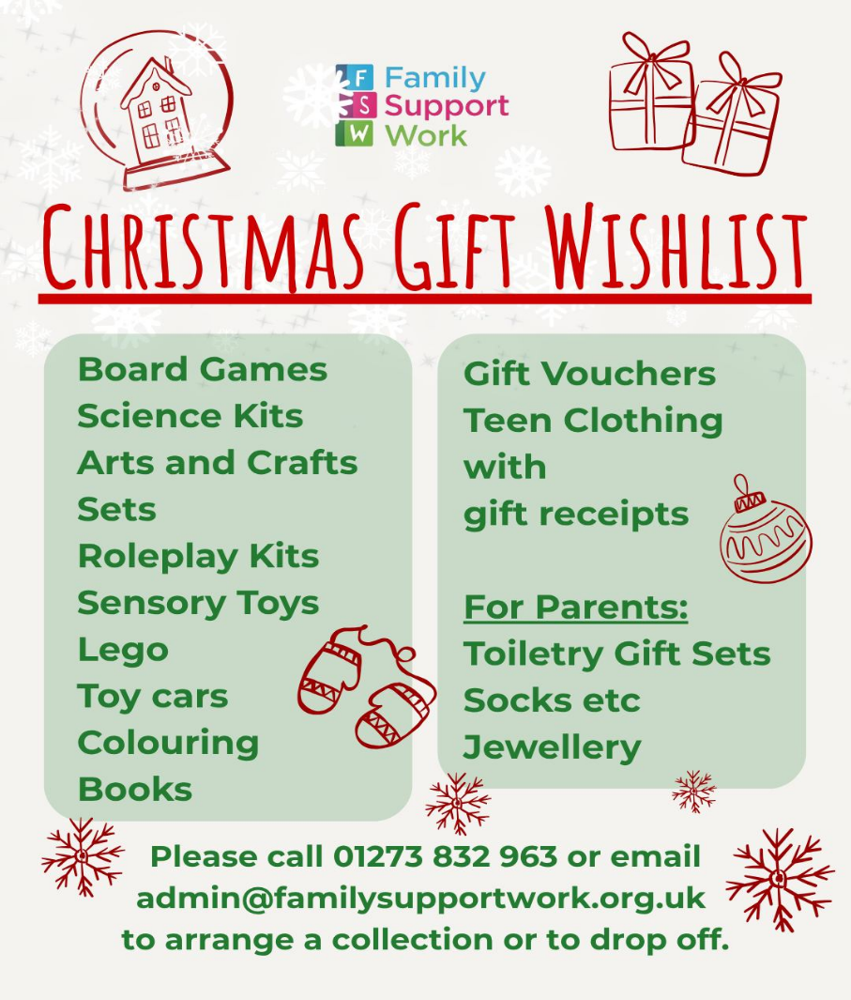 F Family
S Support
W Work
Christmas Gift Wishlist
Board Games
Science Kits
Arts and Crafts
Sets
Roleplay Kits
Sensory Toys
Lego
Toy cars
Colouring
Books
Gift Vouchers
Teen Clothing
with
gift receipts
For Parents:
Toiletry Gift Sets
Socks etc
Jewellery
Please call 01273 832 963 or email
admin@familysupportwork.org.uk
to arrange a collection or to drop off.